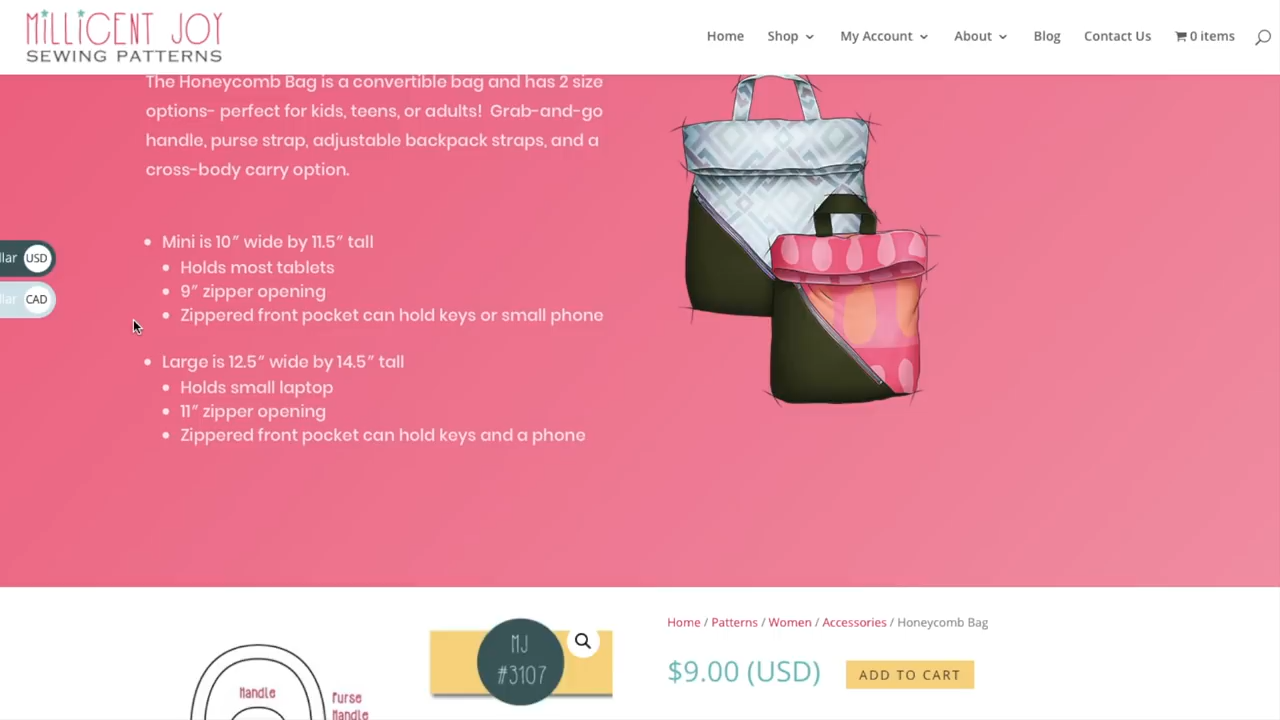 MiLLiCENT JOY
SEWING PATTERNS
Home
Shop
My Account
About
Blog
Contact Us
0 items
The Honeycomb Bag is a convertible bag and has 2 size
options- perfect for kids, teens, or adults! Grab-and-go
handle, purse strap, adjustable backpack straps, and a
cross-body carry option.
Mini is 10″ wide by 11.5″ tall
Holds most tablets
9″ zipper opening
Zippered front pocket can hold keys or small phone
Large is 12.5″ wide by 14.5″ tall
Holds small laptop
11″ zipper opening
Zippered front pocket can hold keys and a phone
llar USD
llar CAD
Home / Patterns / Women / Accessories / Honeycomb Bag
$9.00 (USD)
ADD TO CART
MJ
#3107
Handle
Purse
Handle